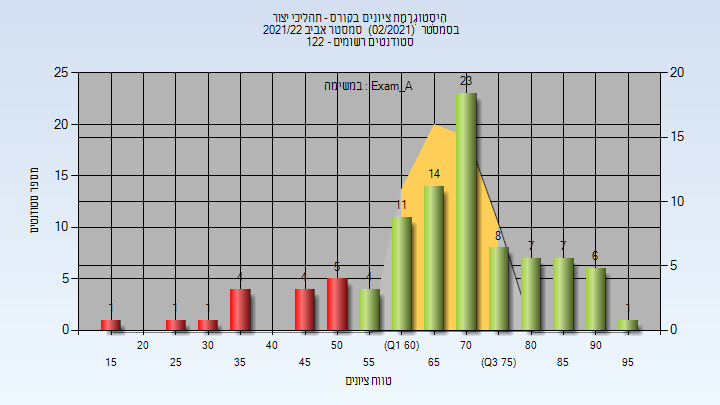 היסטוגרמת ציונים בקורס - תהליכי יצור
בסמסטר (02/2021) סמסטר אביב 2021/22
סטודנטים רשומים - 122
במשימה : Exam_A
25 20
20 15
15 10
10 5
5 0
0
מספר סטודנטים
1 1 1 4 4 5 4 11 14 23 8 7 7 6 1
20 30 40 50 (Q1 60) 70 80 90
15 25 35 45 55 65 (Q3 75) 85 95
טווח ציונים